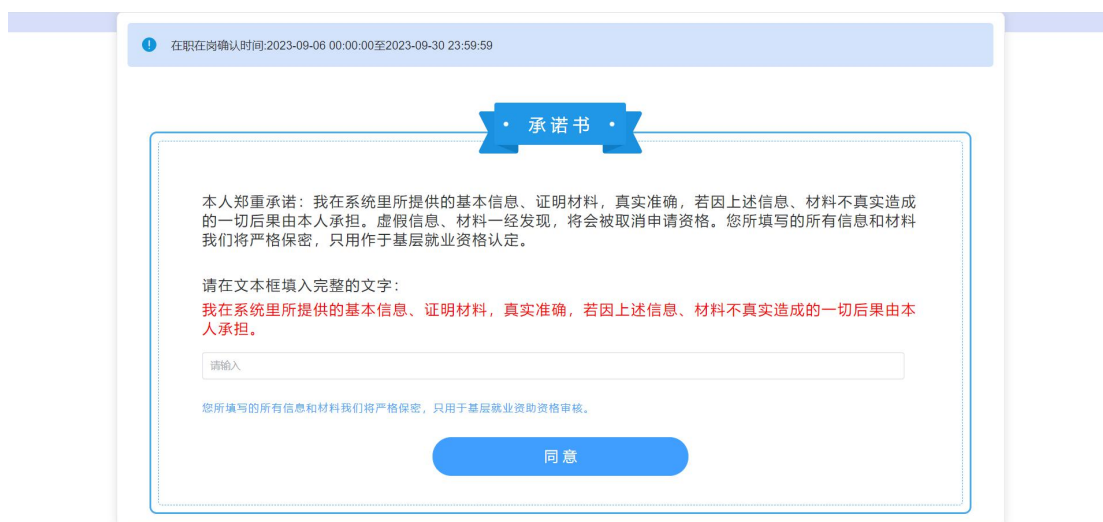 在职在岗确认时间:2023-09-06 00:00:00至2023-09-30 23:59:59
· 承诺书 ·
本人郑重承诺：我在系统里所提供的基本信息、证明材料，真实准确，若因上述信息、材料不真实造成
的一切后果由本人承担。虚假信息、材料一经发现，将会被取消申请资格。您所填写的所有信息和材料
我们将严格保密，只用作于基层就业资格认定。
请在文本框填入完整的文字：
我在系统里所提供的基本信息、证明材料，真实准确，若因上述信息、材料不真实造成的一切后果由本
人承担。
请输入
您所填写的所有信息和材料我们将严格保密，只用于基层就业资助资格审核。
同意